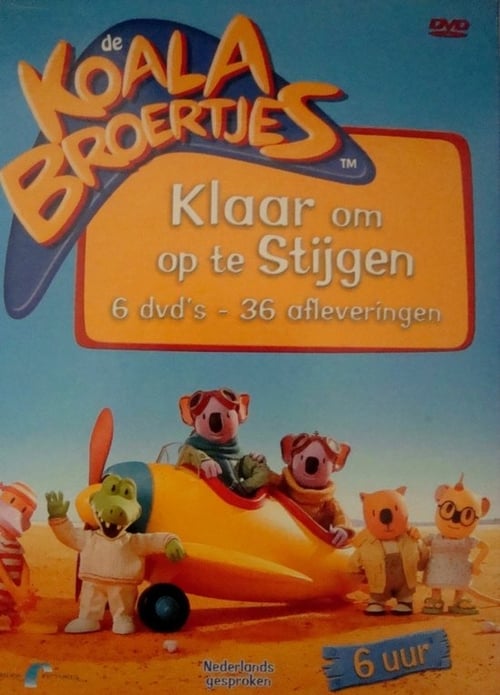 DVD
de
KOALA
BROERTJES
TM
Klaar om
op te Stijgen
6 dvd's - 36 afleveringen
Nederlands
gesproken
6 uur